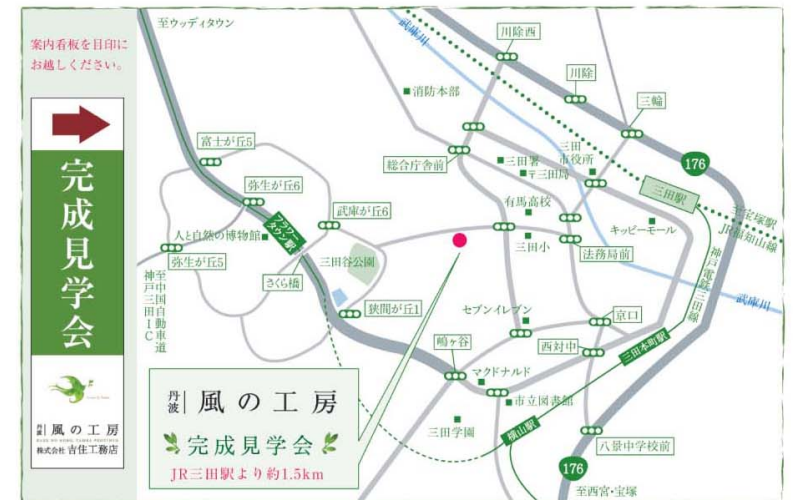 案内看板を目印に
お越しください。
完成見学会
丹波
風の工房
株式会社 吉住工務店
至ウッディタウン
武庫川
川除西
川除
三輪
消防本部
富士が丘5
総合庁舎前
三田署
〒三田局
三田
市役所
176
三田駅
弥生が丘6
武庫が丘6
有馬高校
三田小
法務局前
キッピーモール
至宝塚駅
JR福知山線
フラワー
タウン駅
人と自然の博物館
弥生が丘5
三田谷公園
さくら橋
至中国自動車道
神戸三田IC
狭間が丘1
セブンイレブン
京口
神戸電鉄三田線
武庫川
嶋ヶ谷
西対中
三田本町駅
マクドナルド
市立図書館
三田学園
横山駅
八景中学校前
176
至西宮・宝塚
丹波
風の工房
完成見学会
JR三田駅より約1.5km